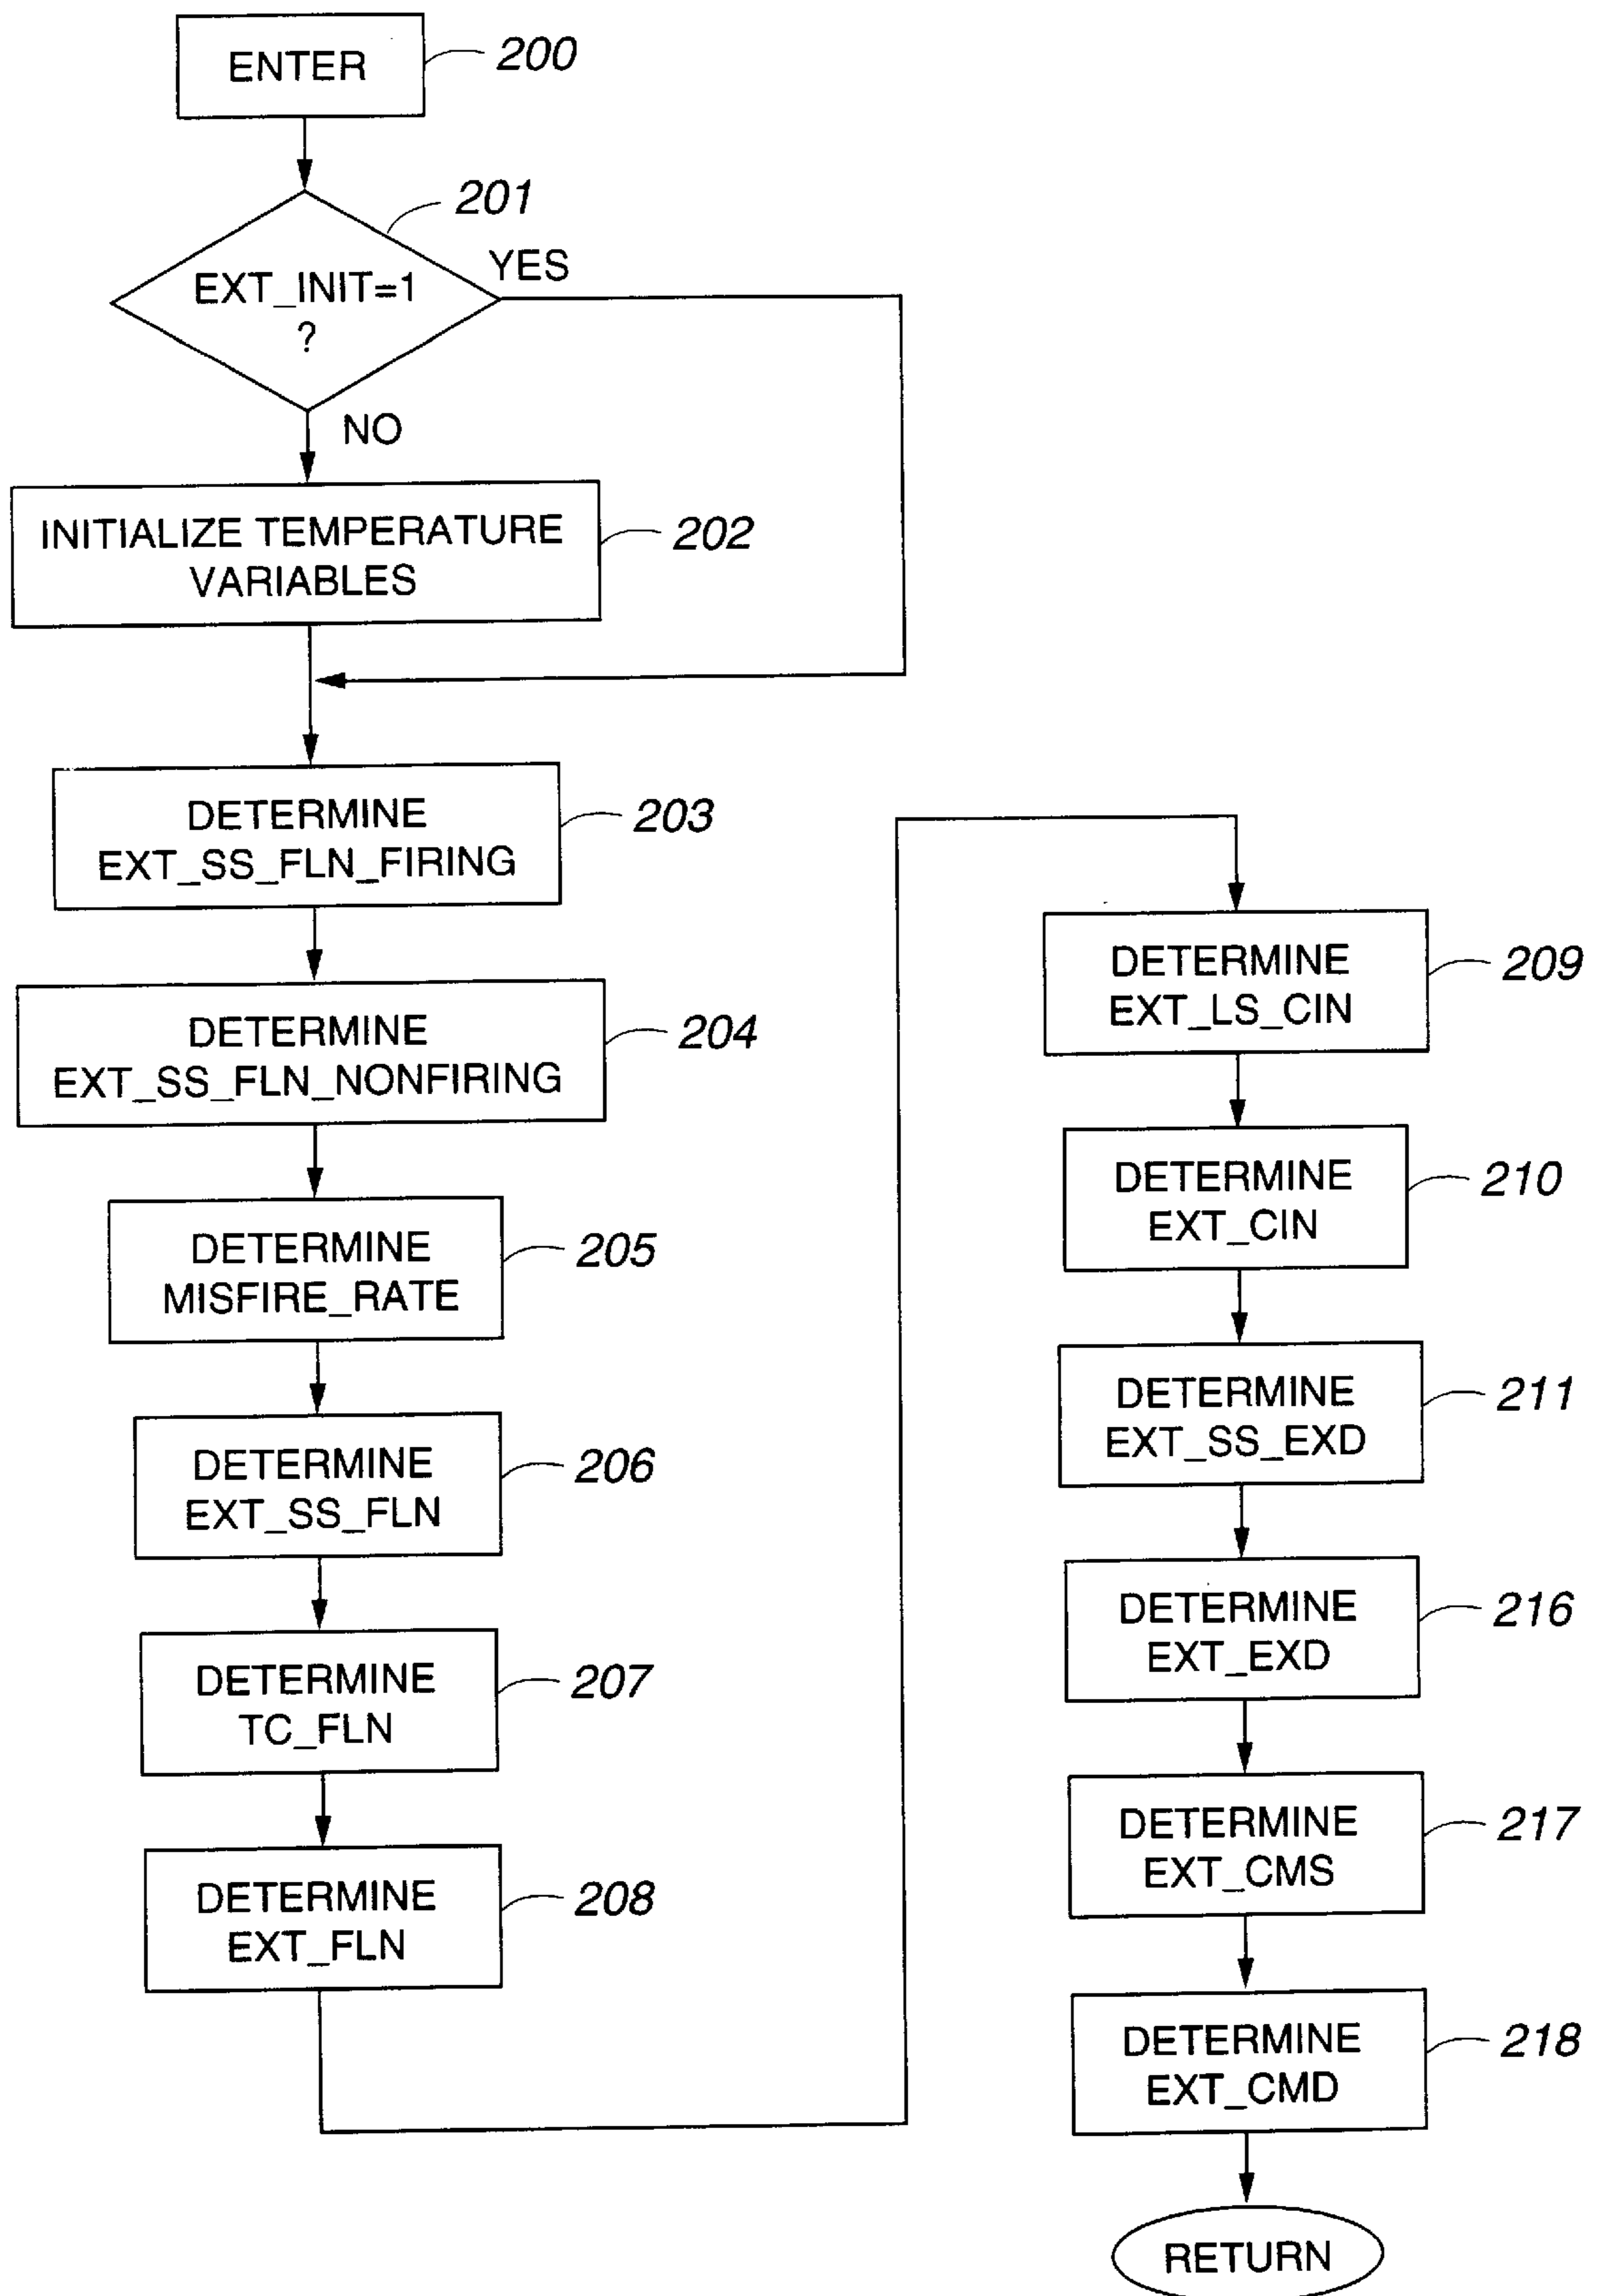 ENTER
200
201
EXT_INIT=1
?
YES
NO
INITIALIZE TEMPERATURE
VARIABLES
202
DETERMINE
EXT_SS_FLN_FIRING
203
DETERMINE
EXT_SS_FLN_NONFIRING
204
DETERMINE
MISFIRE_RATE
205
DETERMINE
EXT_SS_FLN
206
DETERMINE
TC_FLN
207
DETERMINE
EXT_FLN
208
DETERMINE
EXT_LS_CIN
209
DETERMINE
EXT_CIN
210
DETERMINE
EXT_SS_EXD
211
DETERMINE
EXT_EXD
216
DETERMINE
EXT_CMS
217
DETERMINE
EXT_CMD
218
RETURN